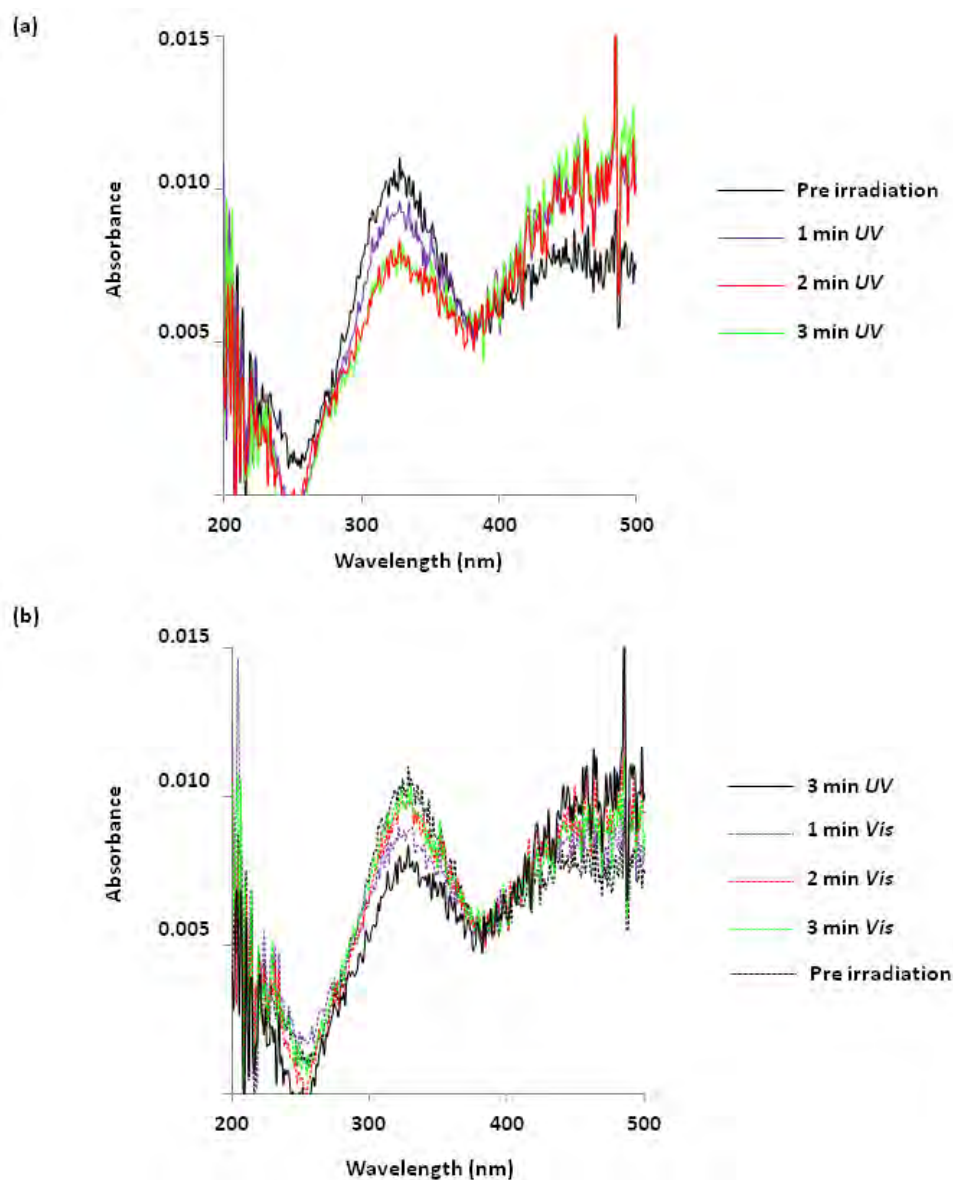 (a)
0.015
0.010
0.005
Absorbance
200
300
400
500
Wavelength (nm)
Pre irradiation
1 min UV
2 min UV
3 min UV
(b)
0.015
0.010
0.005
Absorbance
200
300
400
500
Wavelength (nm)
3 min UV
1 min Vis
2 min Vis
3 min Vis
Pre irradiation